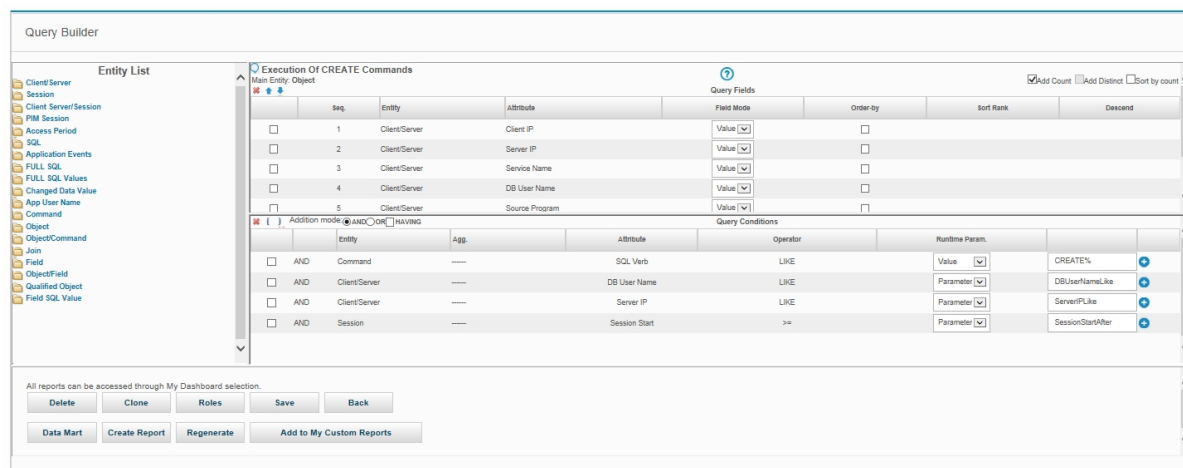 Query Builder
Entity List
Client/Server
Session
Client Server/Session
PIM Session
Access Period
SQL
Application Events
FULL SQL
FULL SQL Values
Changed Data Value
App User Name
Command
Object
Object/Command
Join
Field
Object/Field
Qualified Object
Field SQL Value
Execution Of CREATE Commands
Main Entity: Object
? Add Count Add Distinct Sort by count
Query Fields
Seq. Entity Attribute Field Mode Order-by Sort Rank Descend
1 Client/Server Client IP Value
2 Client/Server Server IP Value
3 Client/Server Service Name Value
4 Client/Server DB User Name Value
5 Client/Server Source Program Value
( ) Addition mode: AND OR HAVING Query Conditions
Entity Agg. Attribute Operator Runtime Param.
AND Command ------ SQL Verb LIKE Value CREATE%
AND Client/Server ------ DB User Name LIKE Parameter DBUserNameLike
AND Client/Server ------ Server IP LIKE Parameter ServerIPLike
AND Session ------ Session Start >= Parameter SessionStartAfter
All reports can be accessed through My Dashboard selection.
Delete Clone Roles Save Back
Data Mart Create Report Regenerate Add to My Custom Reports